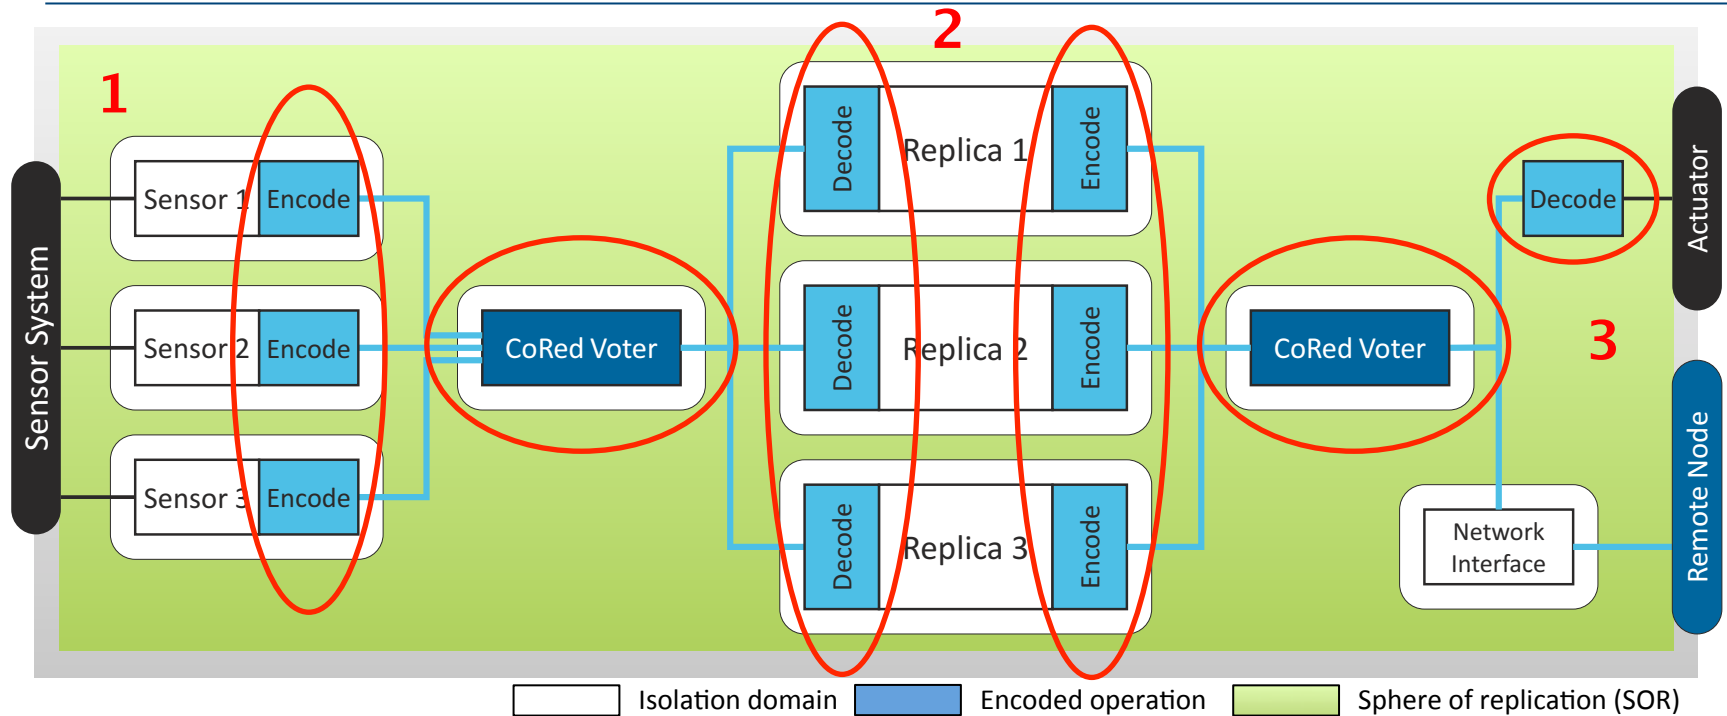 1
2
3
Sensor System
Sensor 1
Encode
Sensor 2
Encode
Sensor 3
Encode
CoRed Voter
Decode
Replica 1
Encode
Decode
Replica 2
Encode
Decode
Replica 3
Encode
CoRed Voter
Decode
Actuator
Network
Interface
Remote Node
Isolation domain
Encoded operation
Sphere of replication (SOR)